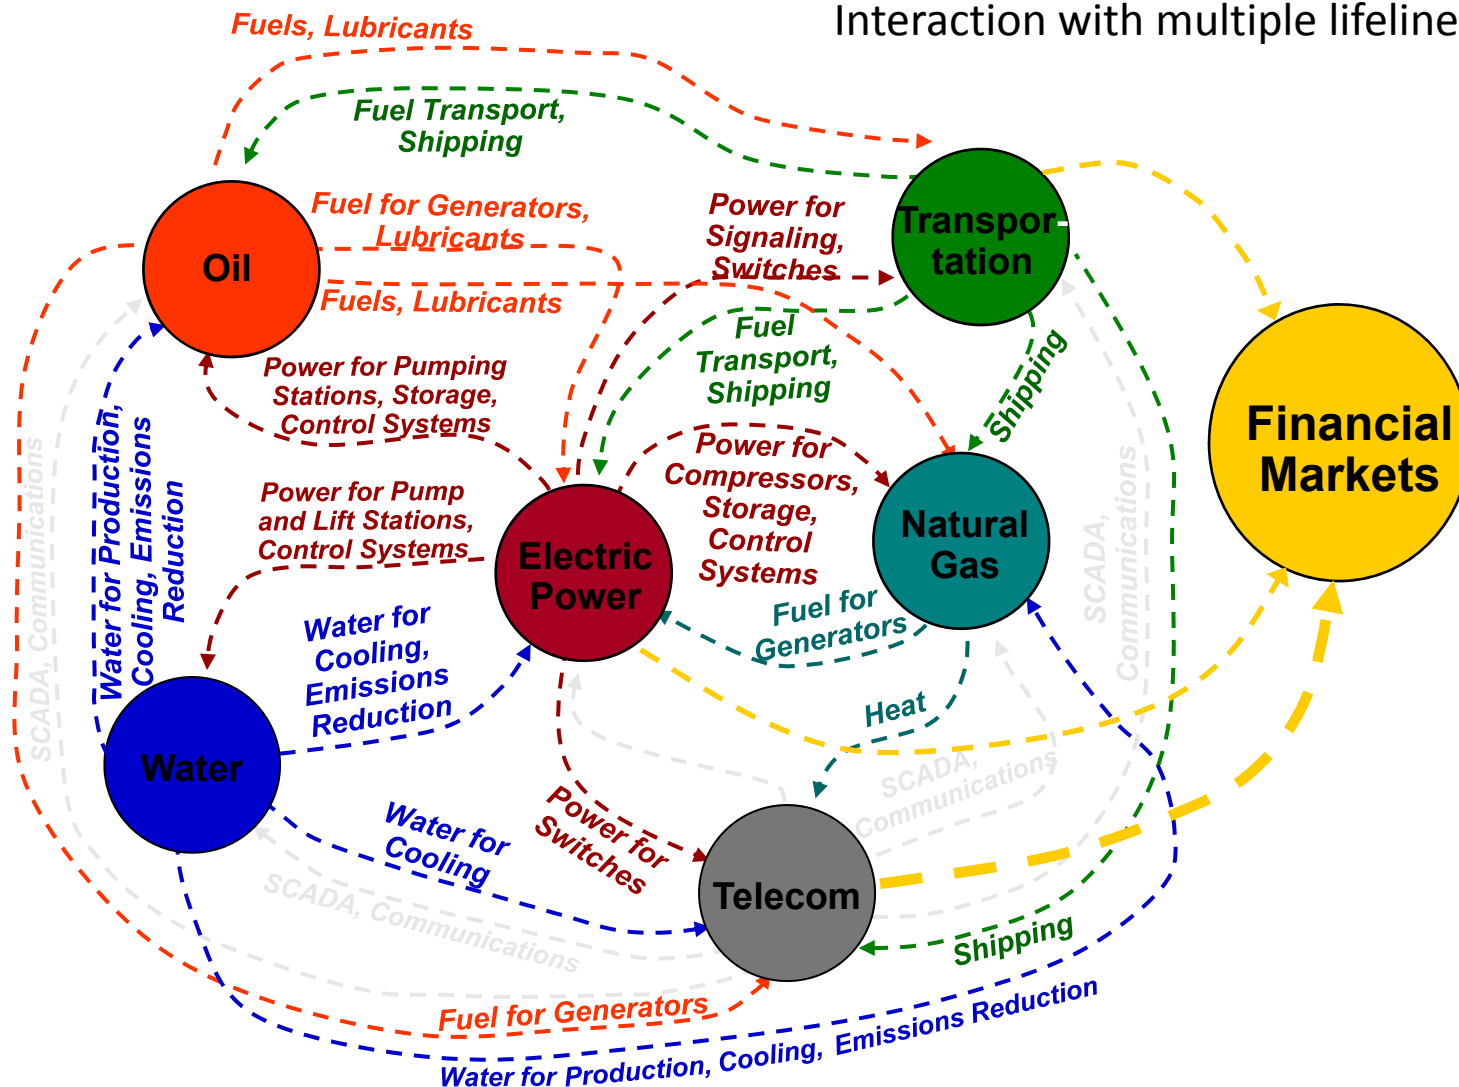 Interaction with multiple lifeline
Fuels, Lubricants
Fuel Transport,
Shipping
Fuel for Generators,
Lubricants
Fuels, Lubricants
Oil
Power for
Signaling,
Switches
Transpor-
tation
Fuel
Transport,
Shipping
Shipping
Financial
Markets
Power for Pumping
Stations, Storage,
Control Systems
Power for Pump
and Lift Stations,
Control Systems
Power for
Compressors,
Storage,
Control
Systems
Electric
Power
Natural
Gas
SCADA,
Communications
SCADA, Communications
Water for Production,
Cooling, Emissions
Reduction
Water for
Cooling,
Emissions
Reduction
Fuel for
Generators
Heat
Water
SCADA,
Communications
Power for
Switches
Water for
Cooling
Telecom
SCADA, Communications
Shipping
Fuel for Generators
Water for Production, Cooling, Emissions Reduction